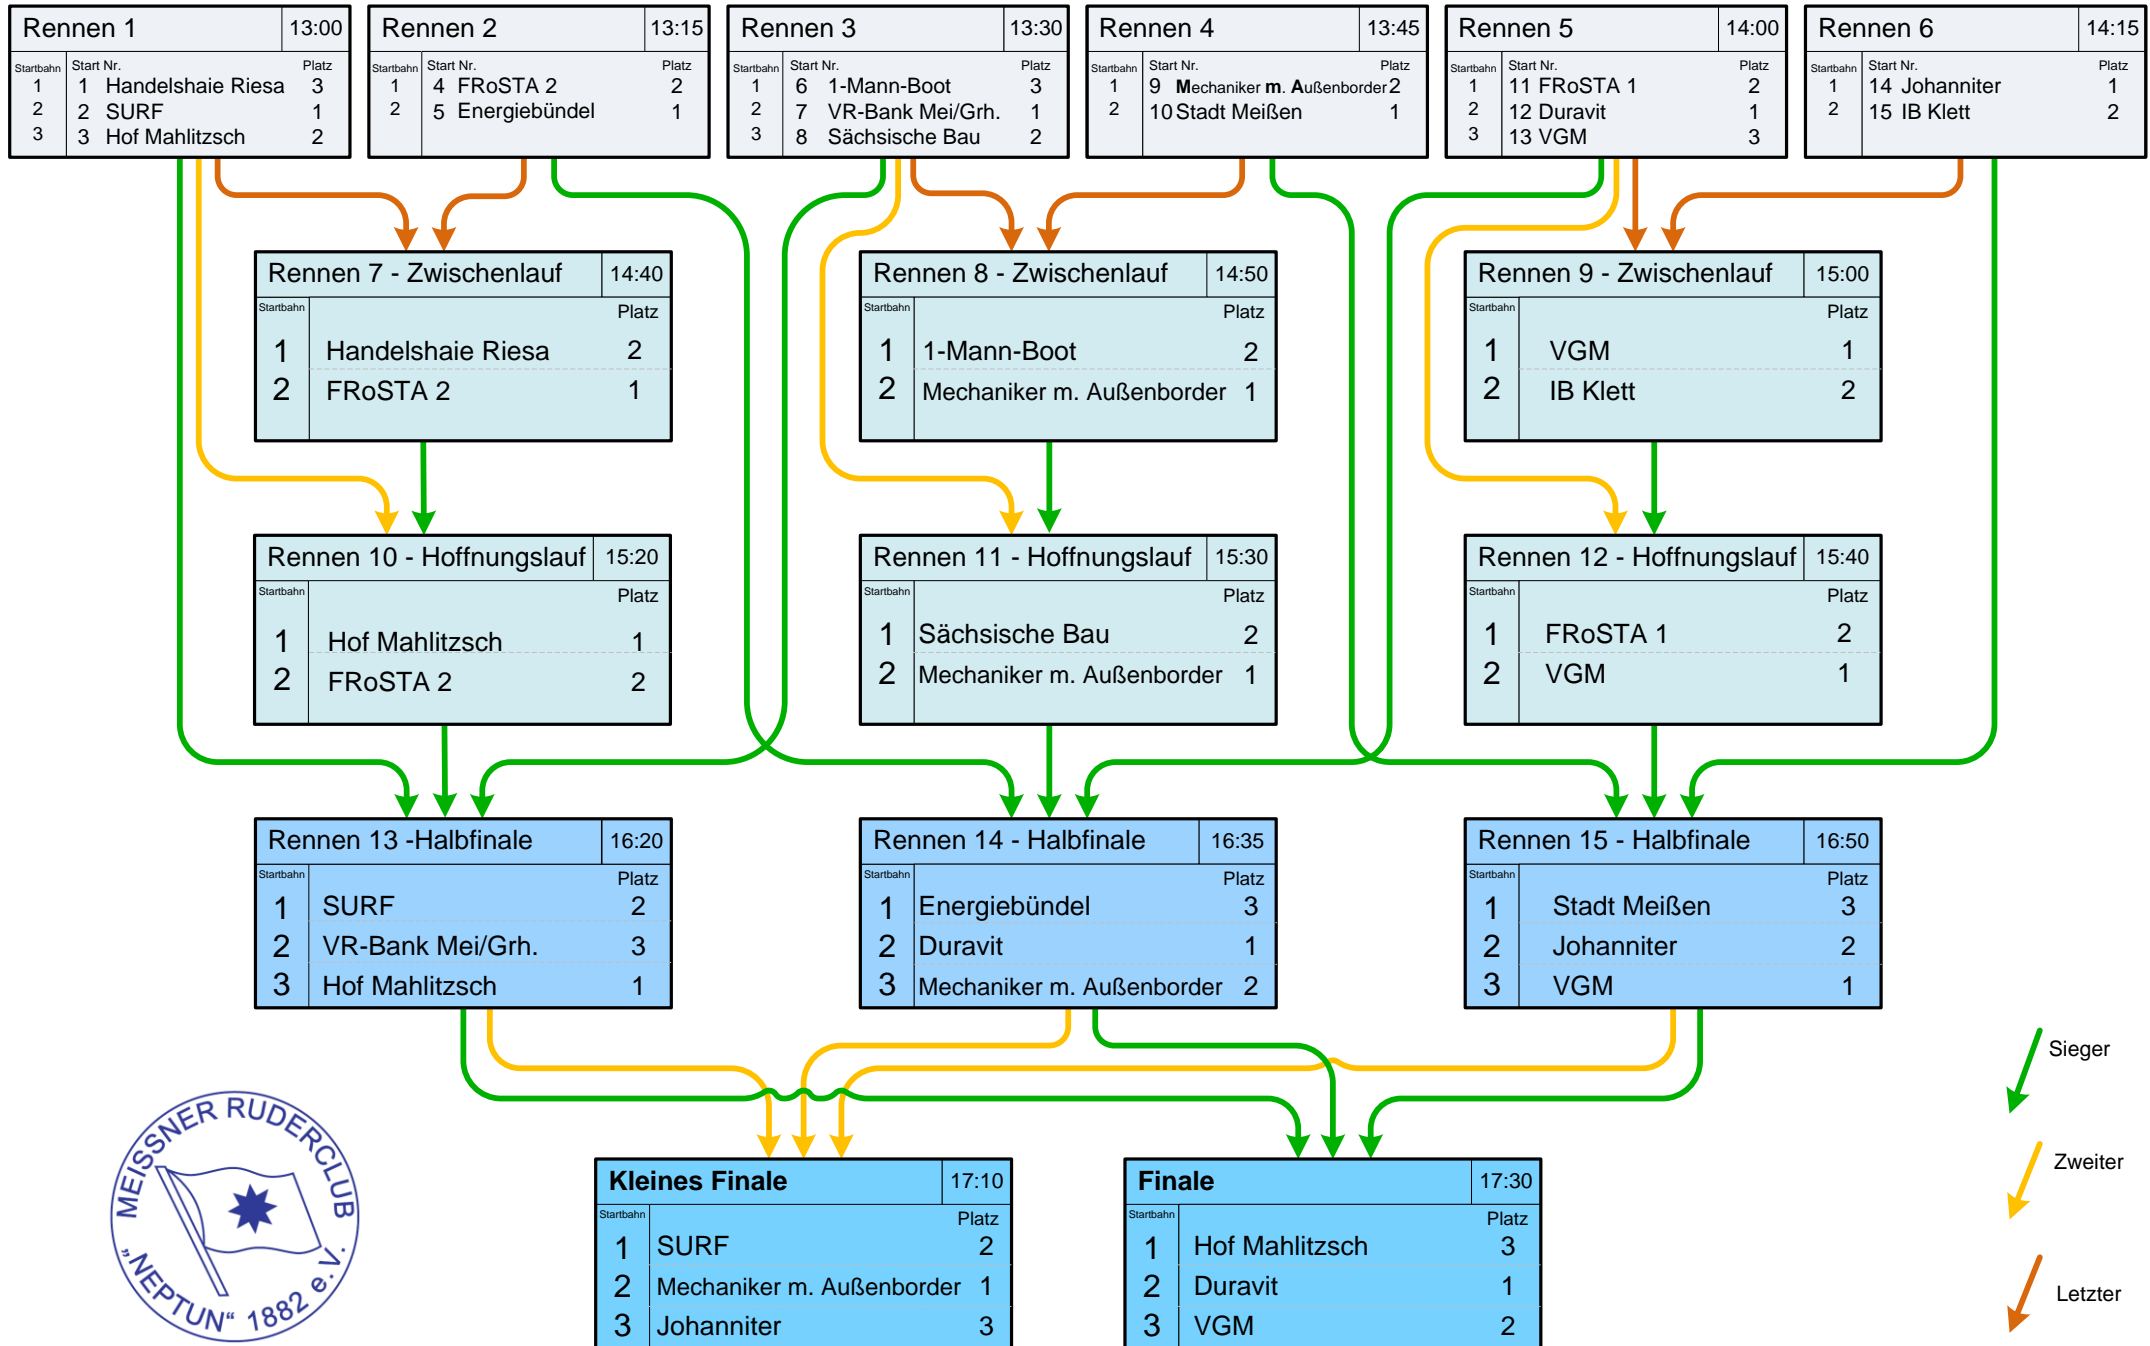 Rennen 1 13:00
Startbahn Start Nr. Platz
1 1 Handelshaie Riesa 3
2 2 SURF 1
3 3 Hof Mahlitzsch 2
Rennen 2 13:15
Startbahn Start Nr. Platz
1 4 FRoSTA 2 2
2 5 Energiebündel 1
Rennen 3 13:30
Startbahn Start Nr. Platz
1 6 1-Mann-Boot 3
2 7 VR-Bank Mei/Grh. 1
3 8 Sächsische Bau 2
Rennen 4 13:45
Startbahn Start Nr. Platz
1 9 Mechaniker m. Außenborder 2
2 10 Stadt Meißen 1
Rennen 5 14:00
Startbahn Start Nr. Platz
1 11 FRoSTA 1 2
2 12 Duravit 1
3 13 VGM 3
Rennen 6 14:15
Startbahn Start Nr. Platz
1 14 Johanniter 1
2 15 IB Klett 2
Rennen 7 - Zwischenlauf 14:40
Startbahn Platz
1 Handelshaie Riesa 2
2 FRoSTA 2 1
Rennen 8 - Zwischenlauf 14:50
Startbahn Platz
1 1-Mann-Boot 2
2 Mechaniker m. Außenborder 1
Rennen 9 - Zwischenlauf 15:00
Startbahn Platz
1 VGM 1
2 IB Klett 2
Rennen 10 - Hoffnungslauf 15:20
Startbahn Platz
1 Hof Mahlitzsch 1
2 FRoSTA 2 2
Rennen 11 - Hoffnungslauf 15:30
Startbahn Platz
1 Sächsische Bau 2
2 Mechaniker m. Außenborder 1
Rennen 12 - Hoffnungslauf 15:40
Startbahn Platz
1 FRoSTA 1 2
2 VGM 1
Rennen 13 -Halbfinale 16:20
Startbahn Platz
1 SURF 2
2 VR-Bank Mei/Grh. 3
3 Hof Mahlitzsch 1
Rennen 14 - Halbfinale 16:35
Startbahn Platz
1 Energiebündel 3
2 Duravit 1
3 Mechaniker m. Außenborder 2
Rennen 15 - Halbfinale 16:50
Startbahn Platz
1 Stadt Meißen 3
2 Johanniter 2
3 VGM 1
Kleines Finale 17:10
Startbahn Platz
1 SURF 2
2 Mechaniker m. Außenborder 1
3 Johanniter 3
Finale 17:30
Startbahn Platz
1 Hof Mahlitzsch 3
2 Duravit 1
3 VGM 2
Sieger
Zweiter
Letzter
MEISSNER RUDERCLUB
„NEPTUN“ 1882 e.V.